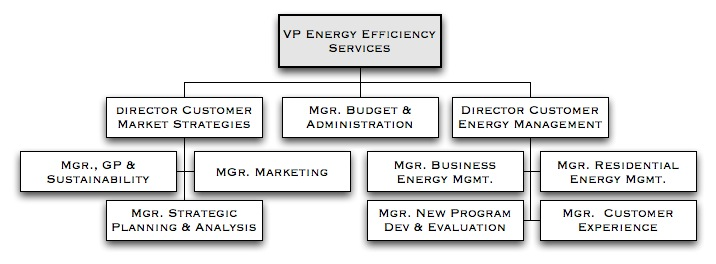 VP ENERGY EFFICIENCY
SERVICES
DIRECTOR CUSTOMER
MARKET STRATEGIES
MGR. BUDGET &
ADMINISTRATION
DIRECTOR CUSTOMER
ENERGY MANAGEMENT
MGR., GP &
SUSTAINABILITY
MGR. MARKETING
MGR. BUSINESS
ENERGY MGMT.
MGR. RESIDENTIAL
ENERGY MGMT.
MGR. STRATEGIC
PLANNING & ANALYSIS
MGR. NEW PROGRAM
DEV & EVALUATION
MGR. CUSTOMER
EXPERIENCE